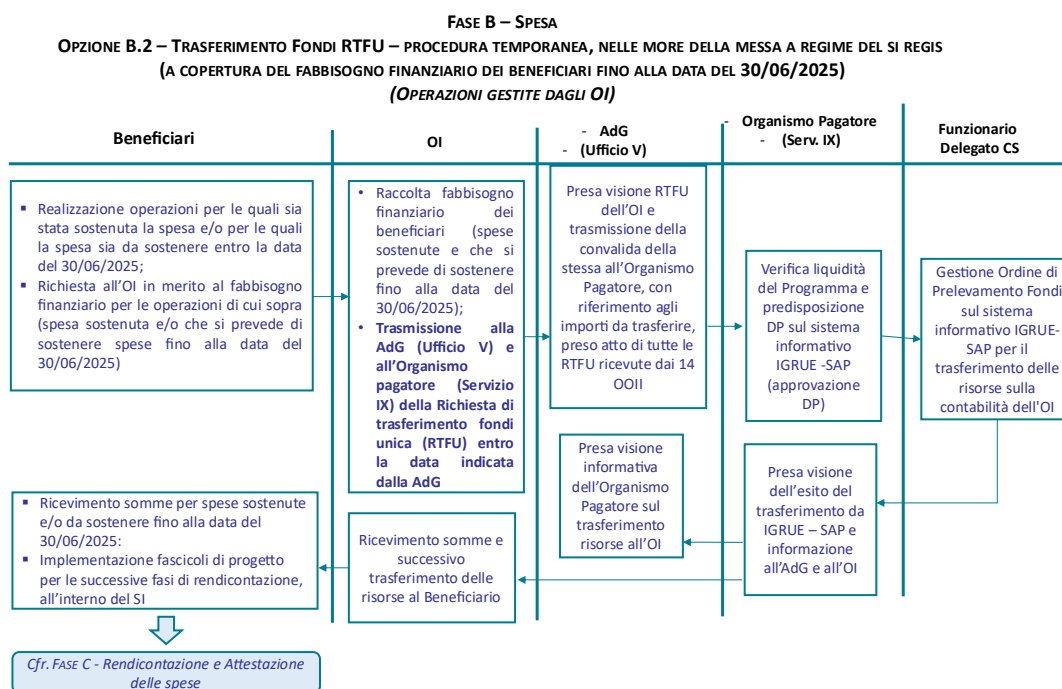 FASE B – SPESA
OPZIONE B.2 – TRASFERIMENTO FONDI RTFU – PROCEDURA TEMPORANEA, NELLE MORE DELLA MESSA A REGIME DEL SI REGIS
(A COPERTURA DEL FABBISOGNO FINANZIARIO DEI BENEFICIARI FINO ALLA DATA DEL 30/06/2025)
(OPERAZIONI GESTITE DAGLI OI)
Beneficiari
OI
- AdG
- (Ufficio V)
- Organismo Pagatore
- (Serv. IX)
Funzionario
Delegato CS
▪ Realizzazione operazioni per le quali sia
stata sostenuta la spesa e/o per le quali
la spesa sia da sostenere entro la data
del 30/06/2025;
▪ Richiesta all'OI in merito al fabbisogno
finanziario per le operazioni di cui sopra
(spesa sostenuta e/o che si prevede di
sostenere spese fino alla data del
30/06/2025)
• Raccolta fabbisogno
finanziario dei
beneficiari (spese
sostenute e che si
prevede di sostenere
fino alla data del
30/06/2025);
• Trasmissione alla
AdG (Ufficio V) e
all'Organismo
pagatore (Servizio
IX) della Richiesta di
trasferimento fondi
unica (RTFU) entro
la data indicata
dalla AdG
Presa visione RTFU
dell'OI e
trasmissione della
convalida della
stessa all'Organismo
Pagatore, con
riferimento agli
importi da trasferire,
preso atto di tutte le
RTFU ricevute dai 14
OOII
Verifica liquidità
del Programma e
predisposizione
DP sul sistema
informativo
IGRUE -SAP
(approvazione
DP)
Gestione Ordine di
Prelevamento Fondi
sul sistema
informativo IGRUE-
SAP per il
trasferimento delle
risorse sulla
contabilità dell'OI
Presa visione
dell'esito del
trasferimento da
IGRUE – SAP e
informazione
all'AdG e all'OI
Presa visione
informativa
dell'Organismo
Pagatore sul
trasferimento
risorse all'OI
Ricevimento somme e
successivo
trasferimento delle
risorse al Beneficiario
▪ Ricevimento somme per spese sostenute
e/o da sostenere fino alla data del
30/06/2025:
▪ Implementazione fascicoli di progetto
per le successive fasi di rendicontazione,
all'interno del SI
Cfr. FASE C - Rendicontazione e Attestazione
delle spese